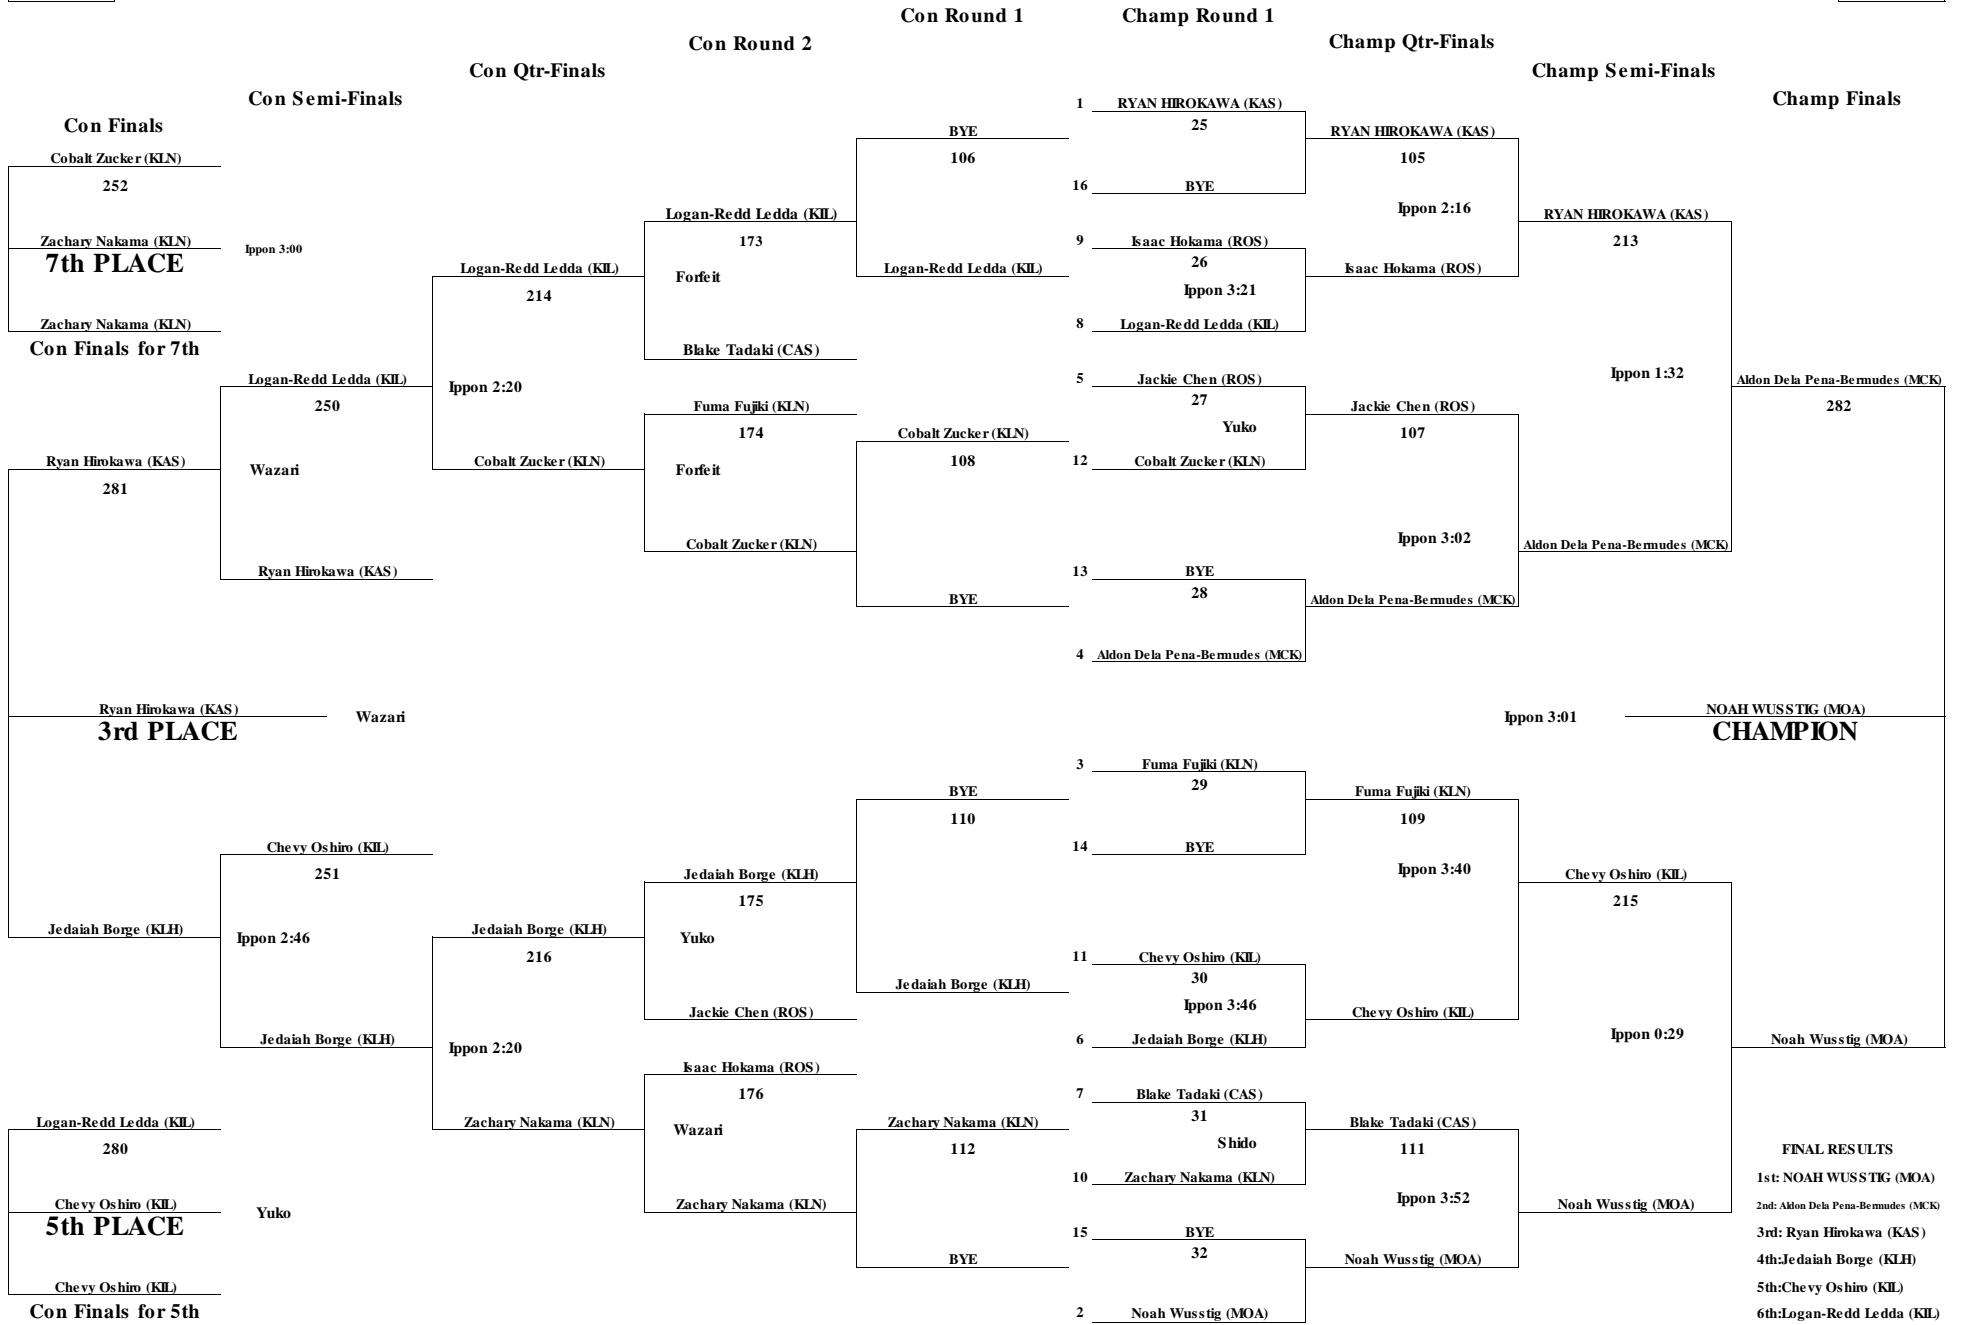 Con Round 1
Champ Round 1
Con Round 2
Champ Qtr-Finals
Con Qtr-Finals
Champ Semi-Finals
Con Semi-Finals
Champ Finals
Con Finals
Cobalt Zucker (KLN)
252
Zachary Nakama (KLN)
7th PLACE
Ippon 3:00
Zachary Nakama (KLN)
Con Finals for 7th
Ryan Hirokawa (KAS)
281
Ryan Hirokawa (KAS)
3rd PLACE
Wazari
Jedaiah Borge (KLH)
Logan-Redd Ledda (KIL)
280
Chevy Oshiro (KIL)
5th PLACE
Yuko
Chevy Oshiro (KIL)
Con Finals for 5th
Logan-Redd Ledda (KIL)
250
Wazari
Ryan Hirokawa (KAS)
Chevy Oshiro (KIL)
251
Ippon 2:46
Jedaiah Borge (KLH)
Logan-Redd Ledda (KIL)
214
Ippon 2:20
Cobalt Zucker (KLN)
Jedaiah Borge (KLH)
216
Ippon 2:20
Zachary Nakama (KLN)
Logan-Redd Ledda (KIL)
173
Forfeit
Blake Tadaki (CAS)
Fuma Fujiki (KLN)
174
Forfeit
Cobalt Zucker (KLN)
Jedaiah Borge (KLH)
175
Yuko
Jackie Chen (ROS)
Isaac Hokama (ROS)
176
Wazari
Zachary Nakama (KLN)
BYE
106
Logan-Redd Ledda (KIL)
Cobalt Zucker (KLN)
108
BYE
BYE
110
Jedaiah Borge (KLH)
Zachary Nakama (KLN)
112
BYE
1 RYAN HIROKAWA (KAS)
25
16 BYE
9 Isaac Hokama (ROS)
26
Ippon 3:21
8 Logan-Redd Ledda (KIL)
5 Jackie Chen (ROS)
27
Yuko
12 Cobalt Zucker (KLN)
13 BYE
28
4 Aldon Dela Pena-Bermudes (MCK)
3 Fuma Fujiki (KLN)
29
14 BYE
11 Chevy Oshiro (KIL)
30
Ippon 3:46
6 Jedaiah Borge (KLH)
7 Blake Tadaki (CAS)
31
Shido
10 Zachary Nakama (KLN)
15 BYE
32
2 Noah Wusstig (MOA)
RYAN HIROKAWA (KAS)
105
Ippon 2:16
Isaac Hokama (ROS)
Jackie Chen (ROS)
107
Ippon 3:02
Aldon Dela Pena-Bermudes (MCK)
Fuma Fujiki (KLN)
109
Ippon 3:40
Chevy Oshiro (KIL)
Blake Tadaki (CAS)
111
Ippon 3:52
Noah Wusstig (MOA)
RYAN HIROKAWA (KAS)
213
Ippon 1:32
Aldon Dela Pena-Bermudes (MCK)
Chevy Oshiro (KIL)
215
Ippon 0:29
Noah Wusstig (MOA)
Aldon Dela Pena-Bermudes (MCK)
282
Ippon 3:01
NOAH WUSSTIG (MOA)
CHAMPION
Noah Wusstig (MOA)
FINAL RESULTS
1st: NOAH WUSSTIG (MOA)
2nd: Aldon Dela Pena-Bermudes (MCK)
3rd: Ryan Hirokawa (KAS)
4th:Jedaiah Borge (KLH)
5th:Chevy Oshiro (KIL)
6th:Logan-Redd Ledda (KIL)